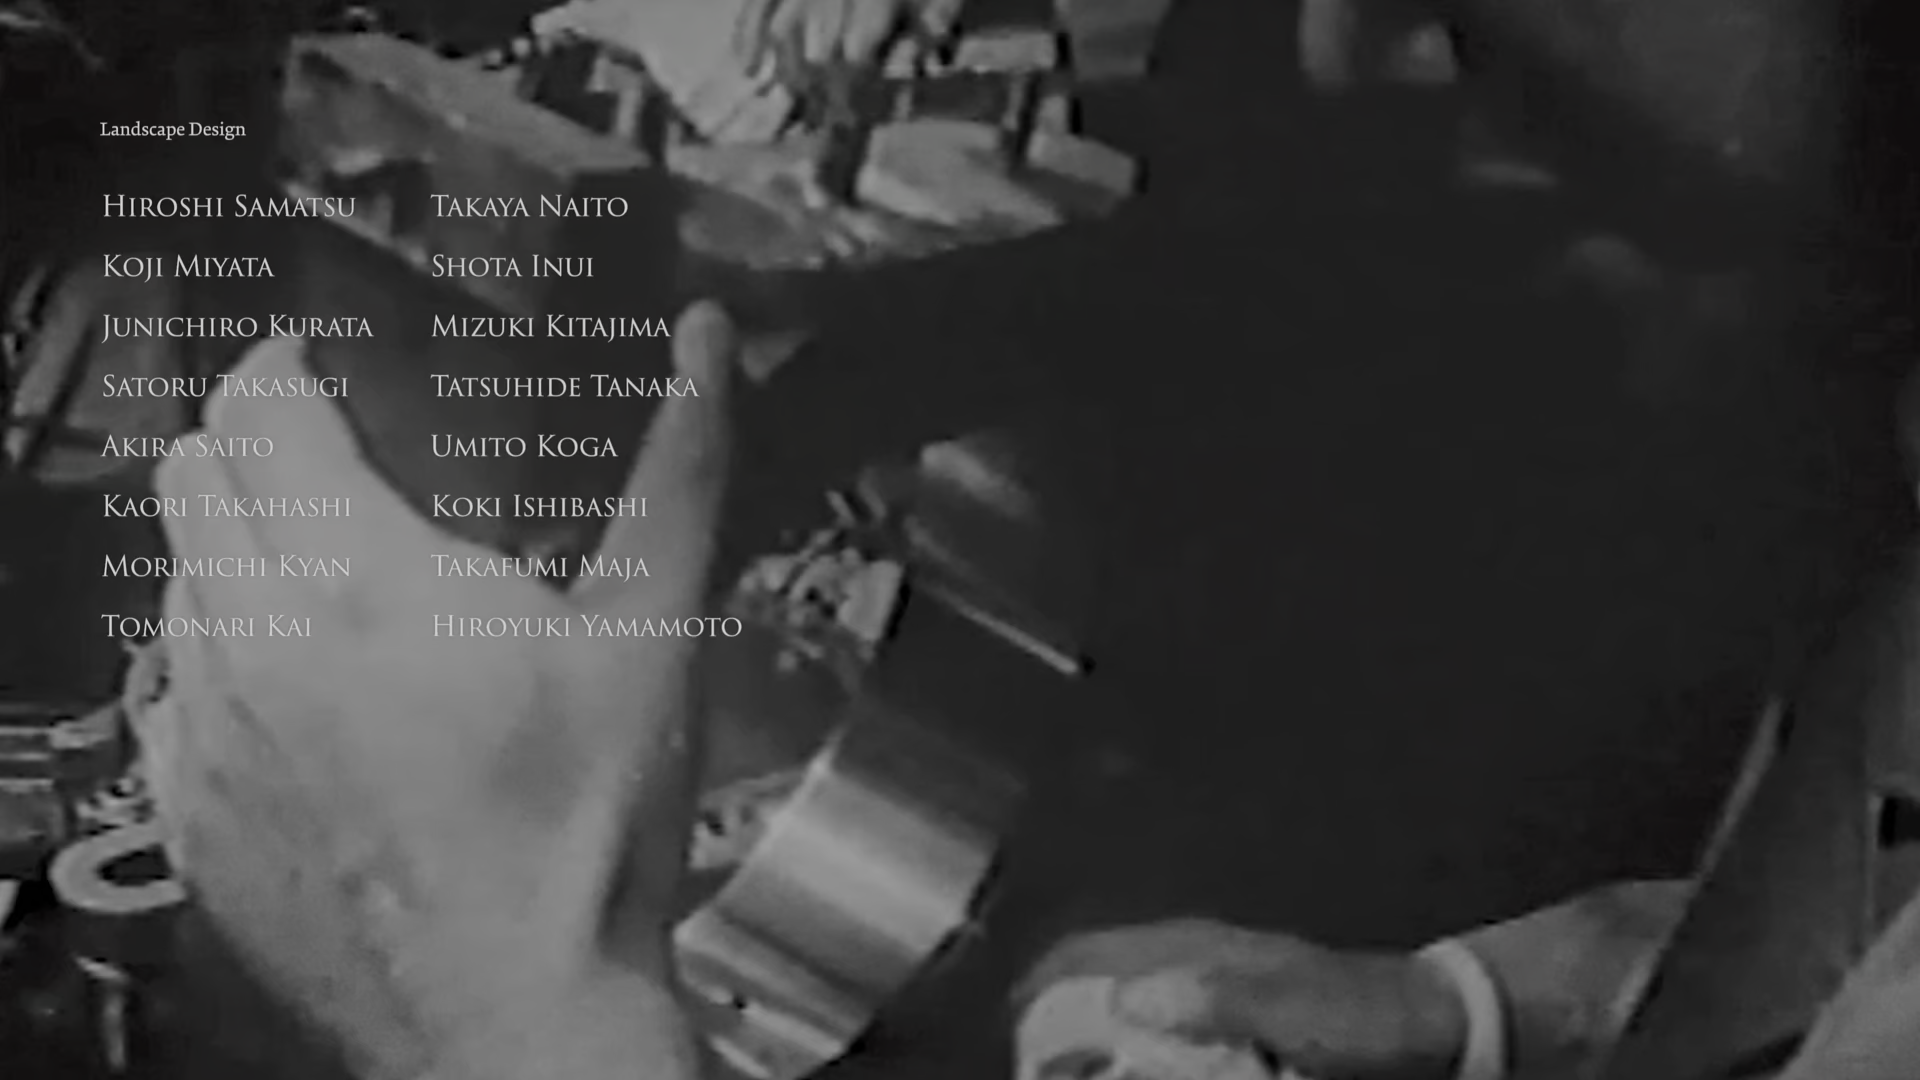 Landscape Design
Hiroshi Samatsu
Koji Miyata
Junichiro Kurata
Satoru Takasugi
Akira Saito
Kaori Takahashi
Morimichi Kyan
Tomonari Kai
Takaya Naito
Shota Inui
Mizuki Kitajima
Tatsuhide Tanaka
Umito Koga
Koki Ishibashi
Takafumi Maja
Hiroyuki Yamamoto